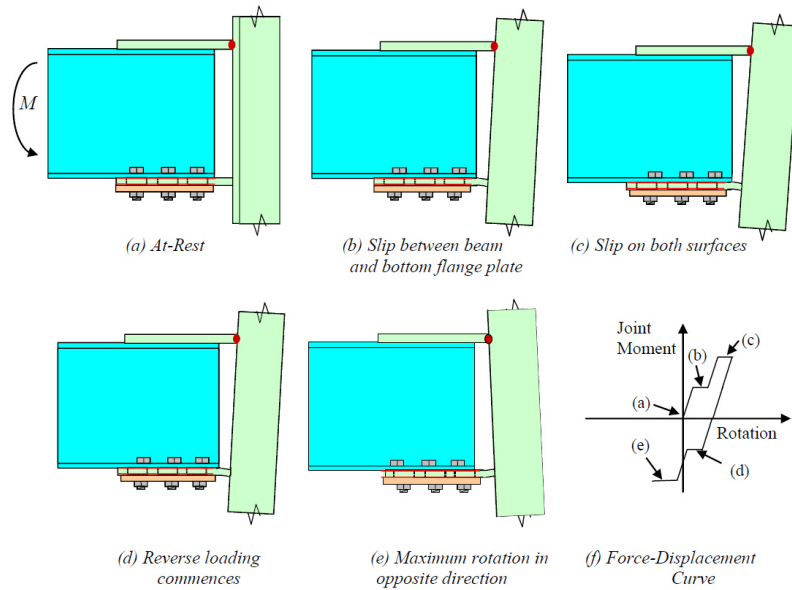 M
(a) At-Rest
(b) Slip between beam
and bottom flange plate
(c) Slip on both surfaces
(d) Reverse loading
commences
(e) Maximum rotation in
opposite direction
Joint
Moment
(c)
(b)
(a)
Rotation
(e)
(d)
(f) Force-Displacement
Curve